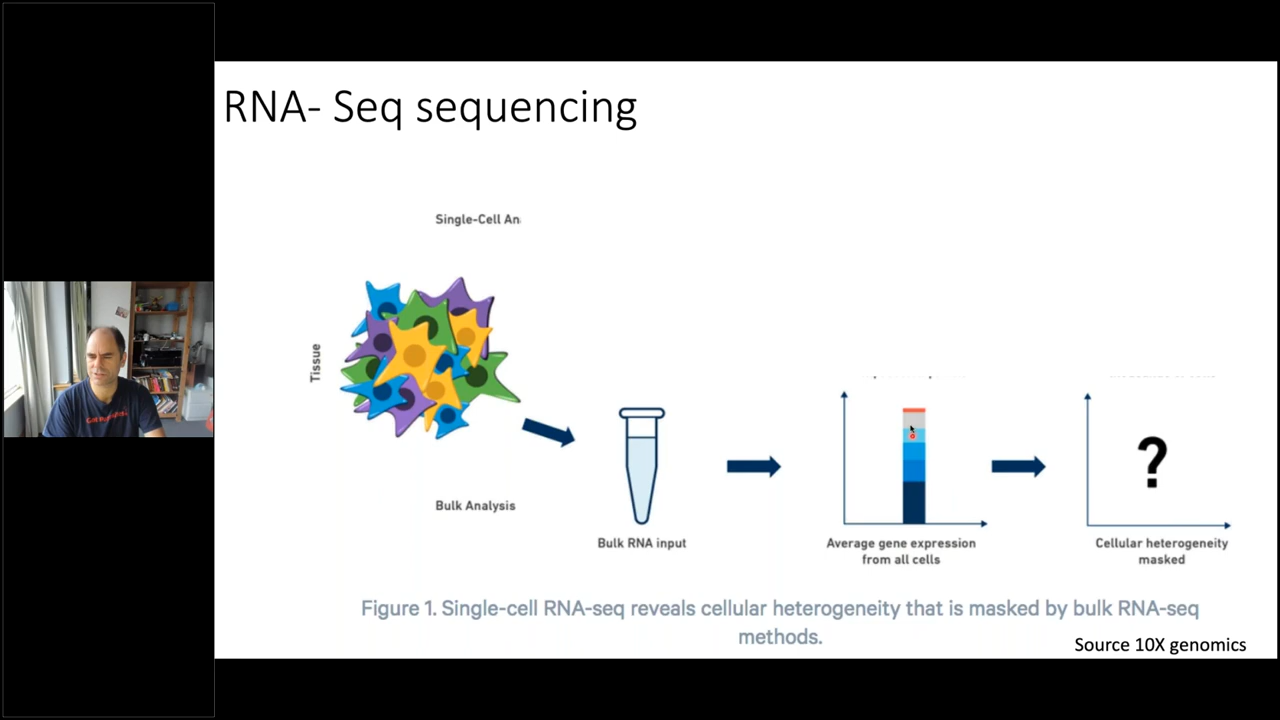 RNA- Seq sequencing
Single-Cell An
Tissue
?
Bulk Analysis
Bulk RNA input
Average gene expression
from all cells
Cellular heterogeneity
masked
Figure 1. Single-cell RNA-seq reveals cellular heterogeneity that is masked by bulk RNA-seq
methods.
Source 10X genomics